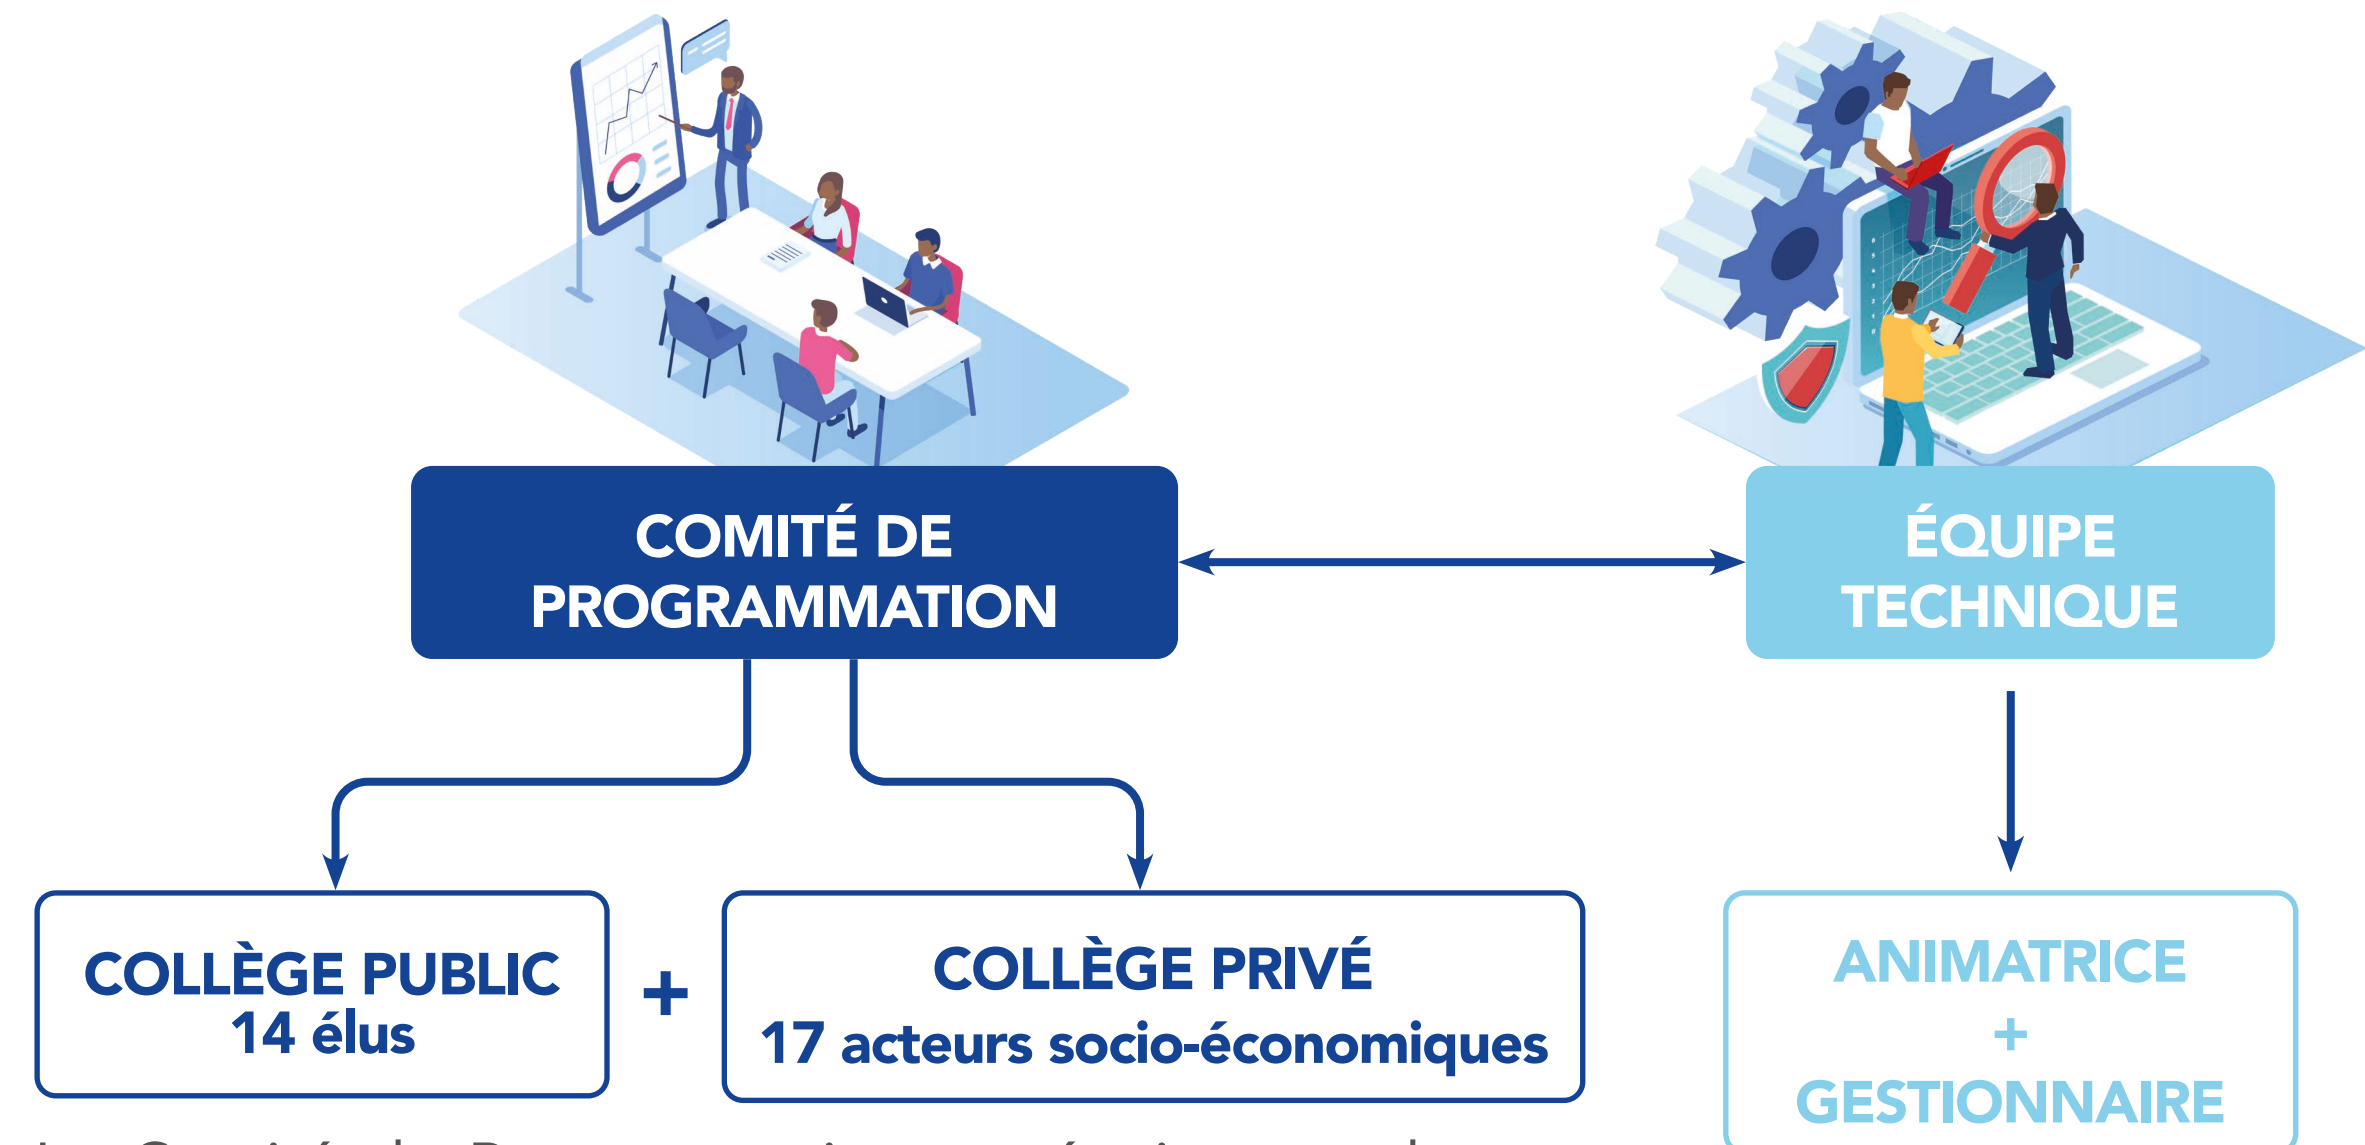 COMITÉ DE
PROGRAMMATION
ÉQUIPE
TECHNIQUE
COLLÈGE PUBLIC
14 élus
+
COLLÈGE PRIVÉ
17 acteurs socio-économiques
ANIMATRICE
+
GESTIONNAIRE